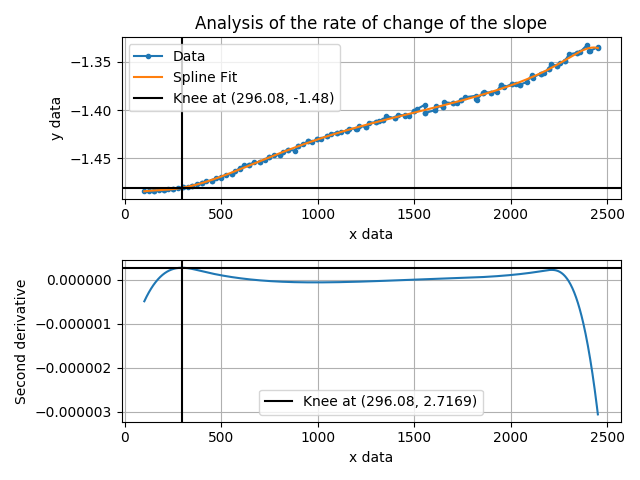 Analysis of the rate of change of the slope
y data
−1.35
−1.40
−1.45
Data
Spline Fit
Knee at (296.08, -1.48)
0 500 1000 1500 2000 2500
x data
Second derivative
0.000000
−0.000001
−0.000002
−0.000003
Knee at (296.08, 2.7169)
0 500 1000 1500 2000 2500
x data